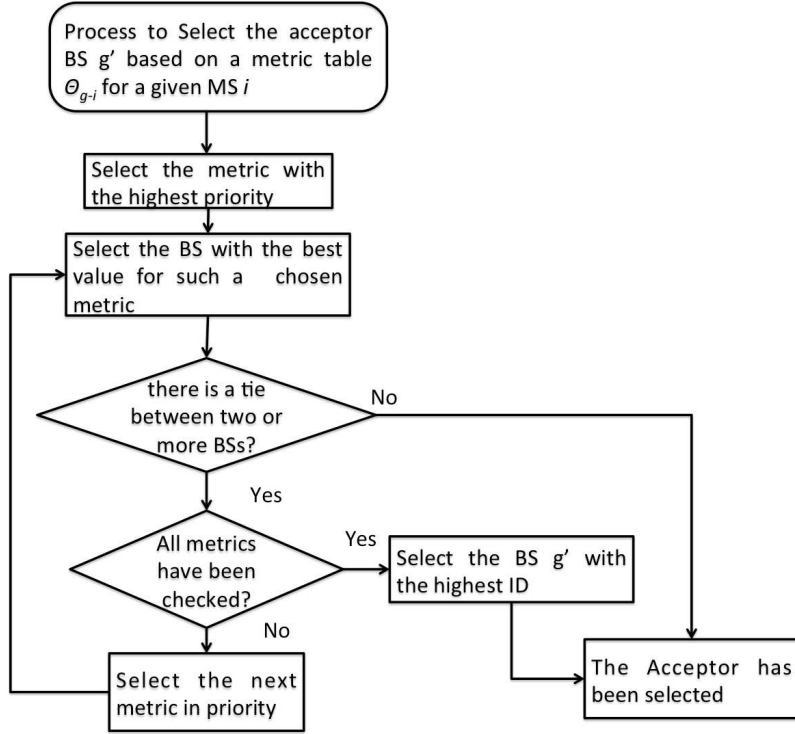 Process to Select the acceptor
BS g’ based on a metric table
Θg-i for a given MS i
Select the metric with
the highest priority
Select the BS with the best
value for such a chosen
metric
there is a tie
between two or
more BSs?
No
Yes
All metrics
have been
checked?
Yes
Select the BS g’ with
the highest ID
No
Select the next
metric in priority
The Acceptor has
been selected